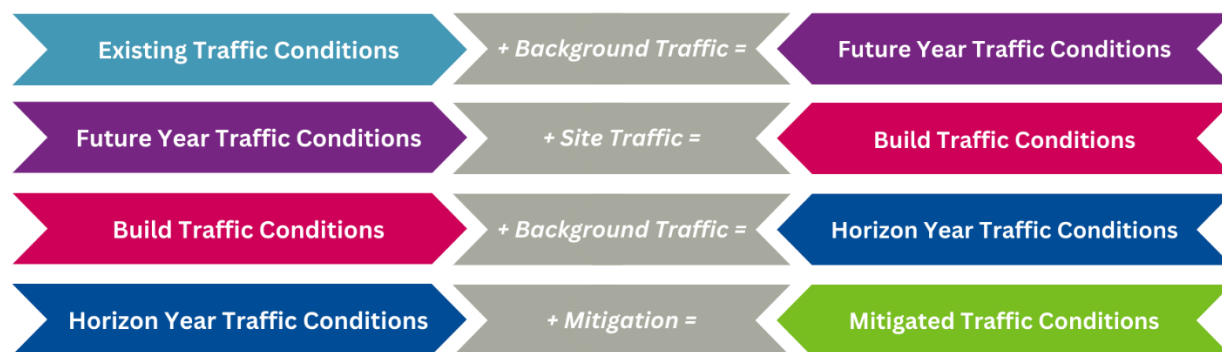 Existing Traffic Conditions + Background Traffic = Future Year Traffic Conditions
Future Year Traffic Conditions + Site Traffic = Build Traffic Conditions
Build Traffic Conditions + Background Traffic = Horizon Year Traffic Conditions
Horizon Year Traffic Conditions + Mitigation = Mitigated Traffic Conditions